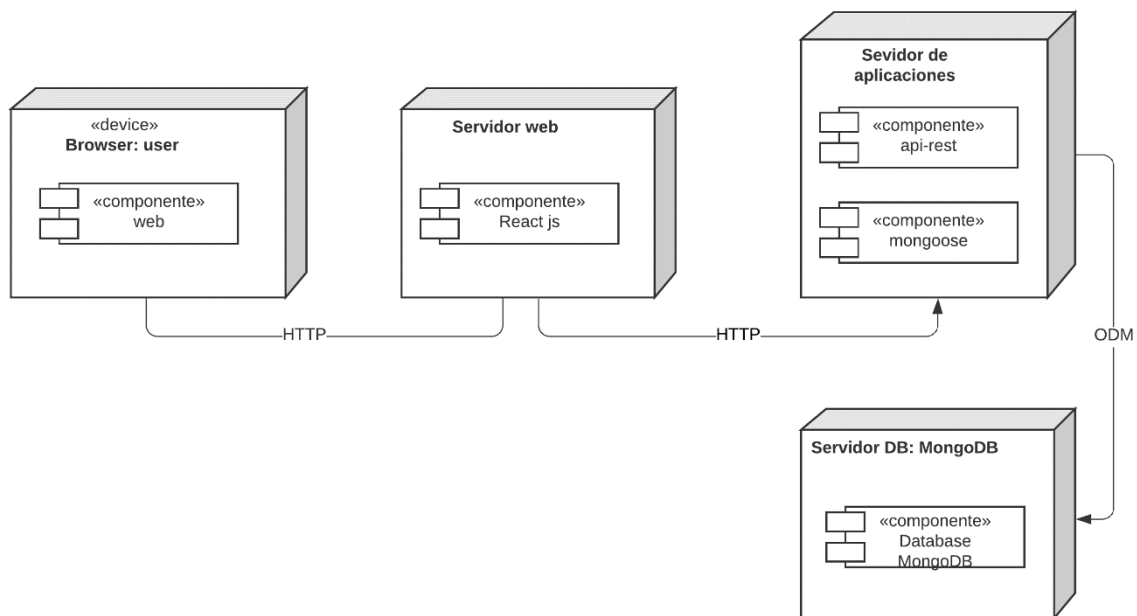 «device»
Browser: user
«componente»
web
Servidor web
«componente»
React js
Sevidor de
aplicaciones
«componente»
api-rest
«componente»
mongoose
HTTP
HTTP
ODM
Servidor DB: MongoDB
«componente»
Database
MongoDB